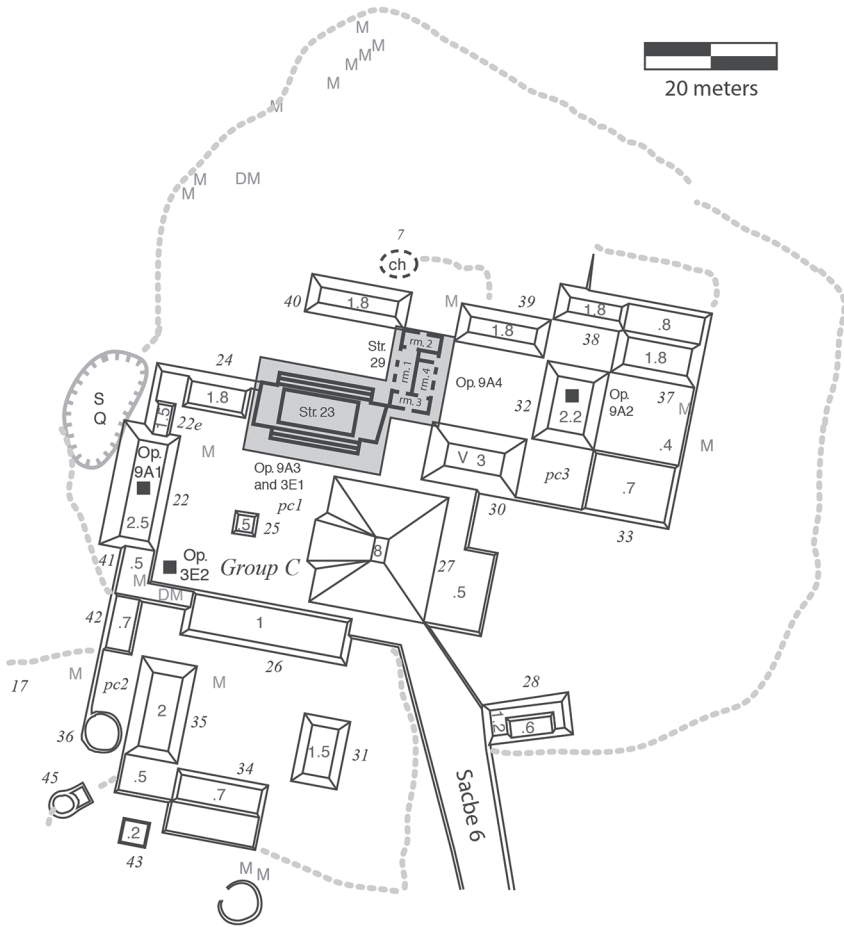 M
M
M
M
M
M
20 meters
M
DM
M
7
ch
40
1.8
M
39
1.8
1.8
.8
38
1.8
Str.
29
rm. 2
rm. 1
rm. 4
rm. 3
Op. 9A4
24
1.8
S
Q
1.5
22e
M
Str. 23
32
2.2
Op.
9A2
37
M
M
.4
Op.
9A1
22
2.5
Op. 9A3
and 3E1
pc1
V 3
30
pc3
.7
33
.5
25
8
27
41
.5
M
Op.
3E2
Group C
DM
.5
42
.7
1
26
17
M
pc2
M
28
1.2
.6
36
2
35
1.5
31
45
.5
34
.7
Sacbe 6
.2
43
M
M